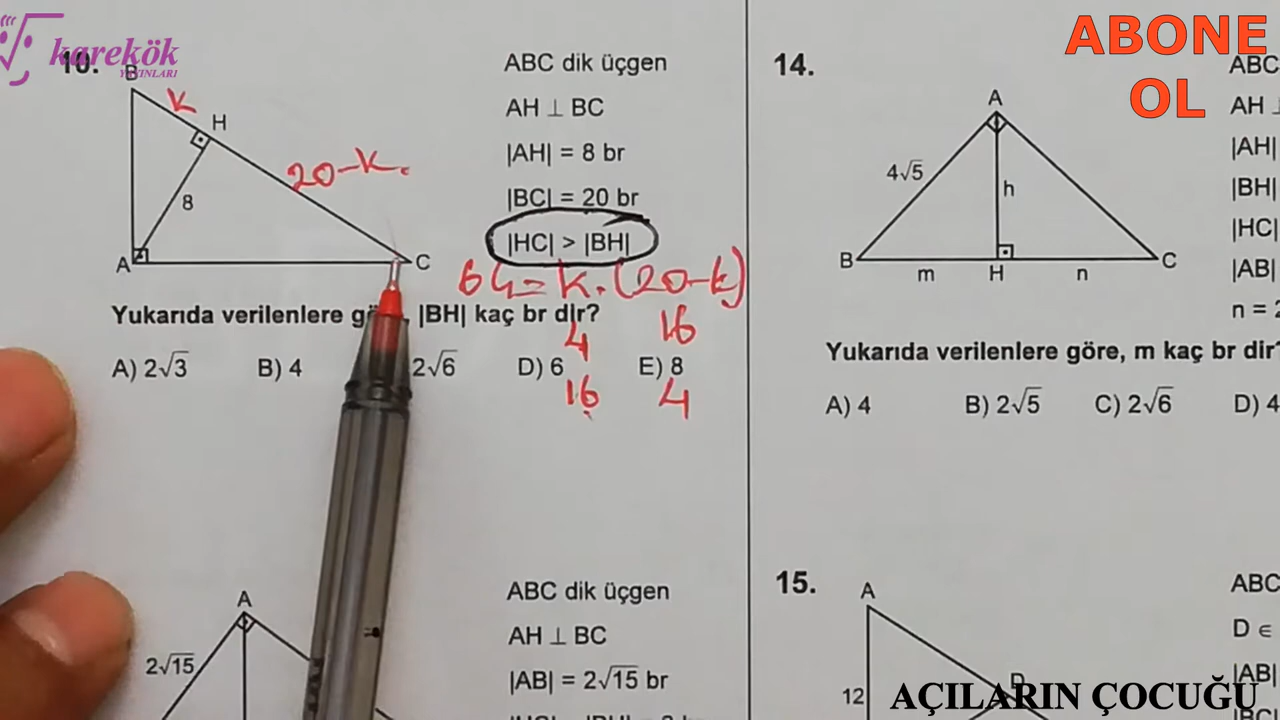 karekök
YAYINLARI
10.
B
K
H
20-K.
8
A
C
ABC dik üçgen
AH ⊥ BC
|AH| = 8 br
|BC| = 20 br
|HC| > |BH|
64 = K.(20-k)
4 16
16 4
Yukarıda verilenlere |BH| kaç br dir?
A) 2√3 B) 4 2√6 D) 6 E) 8
A
2√15
ABC dik üçgen
AH ⊥ BC
|AB| = 2√15 br
14.
A
4√5
h
B
m
H
n
C
ABC
AH
|AH|
|BH|
|HC|
|AB|
n = 2
Yukarıda verilenlere göre, m kaç br dir?
A) 4 B) 2√5 C) 2√6 D) 4
15.
A
12
D
ABC
D ∈
|AB|
ABONE
OL
AÇILARIN ÇOCUĞU